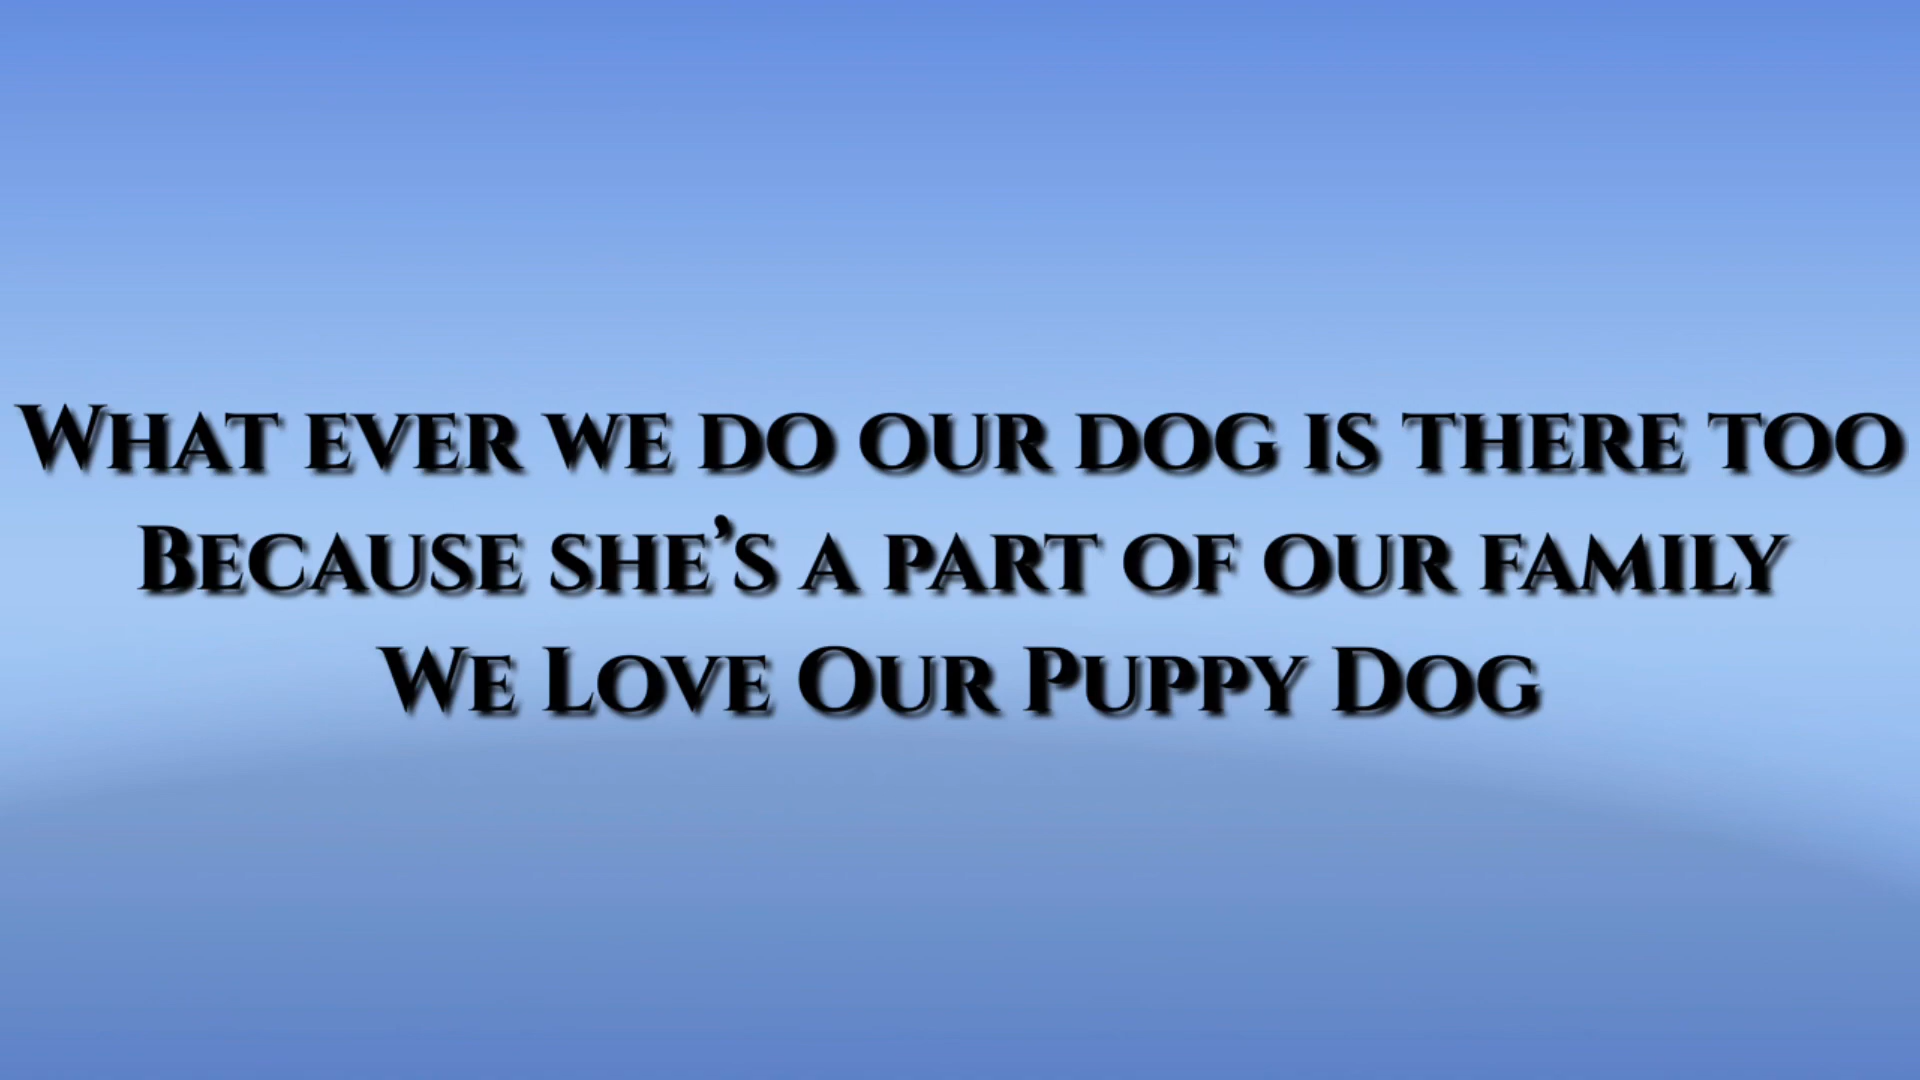 What ever we do our dog is there too
Because she’s a part of our family
We Love Our Puppy Dog